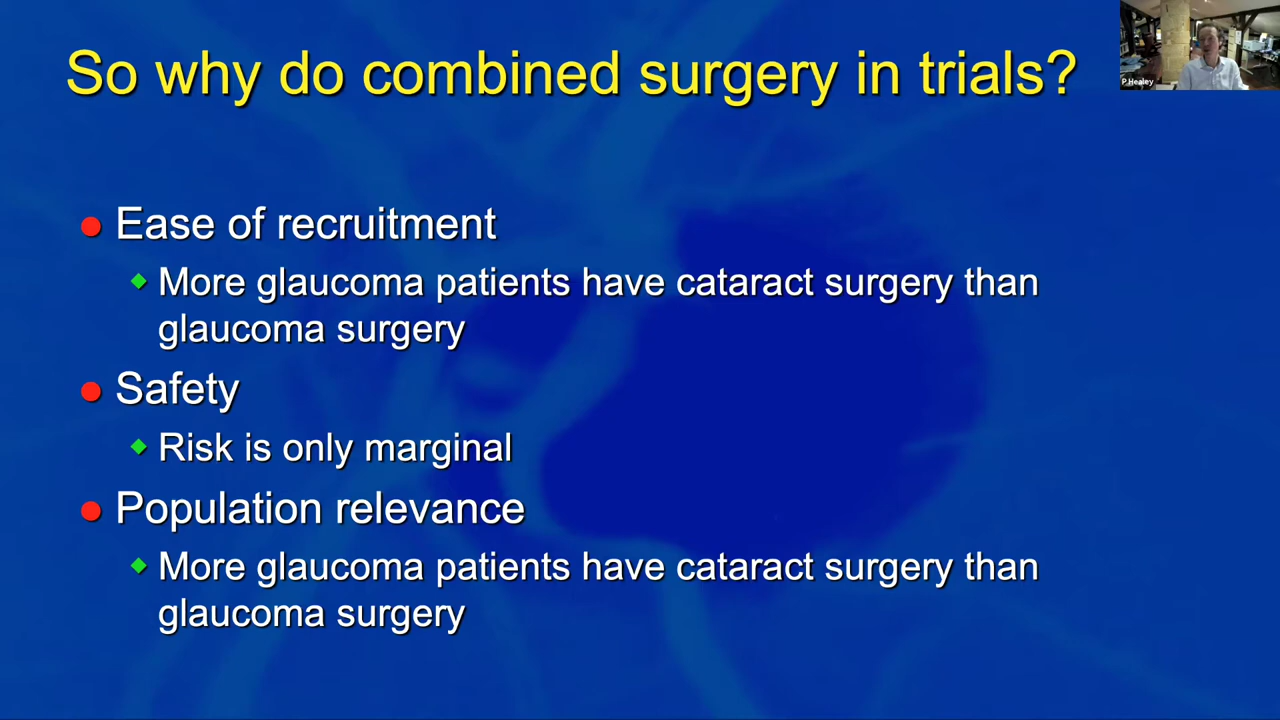 So why do combined surgery in trials?
P Healey
Ease of recruitment
More glaucoma patients have cataract surgery than
glaucoma surgery
Safety
Risk is only marginal
Population relevance
More glaucoma patients have cataract surgery than
glaucoma surgery